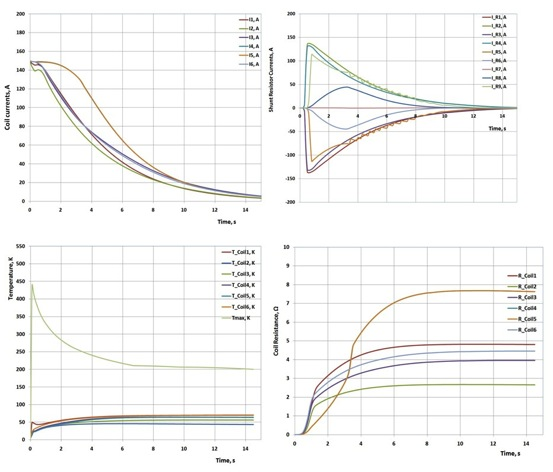 Coil currents, A
200
180
160
140
120
100
80
60
40
20
0
0 2 4 6 8 10 12 14
Time, s
I1, A
I2, A
I3, A
I4, A
I5, A
I6, A
Shunt Resistor Currents, A
200
150
100
50
0
-50
-100
-150
-200
0 2 4 6 8 10 12 14
Time, s
I_R1, A
I_R2, A
I_R3, A
I_R4, A
I_R5, A
I_R6, A
I_R7, A
I_R8, A
I_R9, A
Temperature, K
550
500
450
400
350
300
250
200
150
100
50
0
0 2 4 6 8 10 12 14
Time, s
T_Coil1, K
T_Coil2, K
T_Coil3, K
T_Coil4, K
T_Coil5, K
T_Coil6, K
Tmax, K
Coil Resistance, Ω
10
9
8
7
6
5
4
3
2
1
0
0 2 4 6 8 10 12 14
Time, s
R_Coil1
R_Coil2
R_Coil3
R_Coil4
R_Coil5
R_Coil6